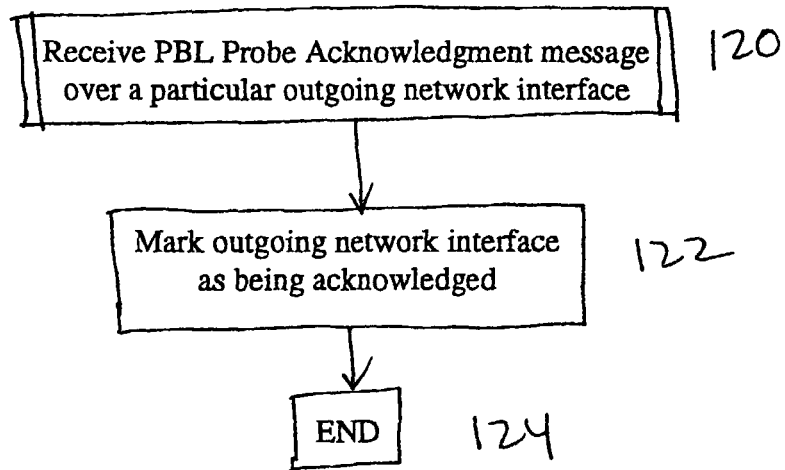 Receive PBL Probe Acknowledgment message
over a particular outgoing network interface
120
Mark outgoing network interface
as being acknowledged
122
END
124